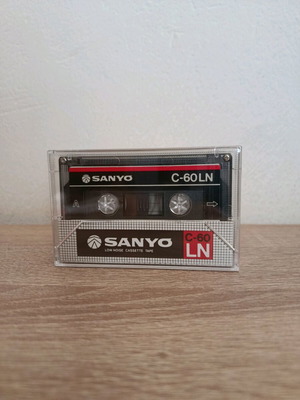 SANYO C-60LN
A
SANYO C-60
LOW NOISE CASSETTE TAPE LN